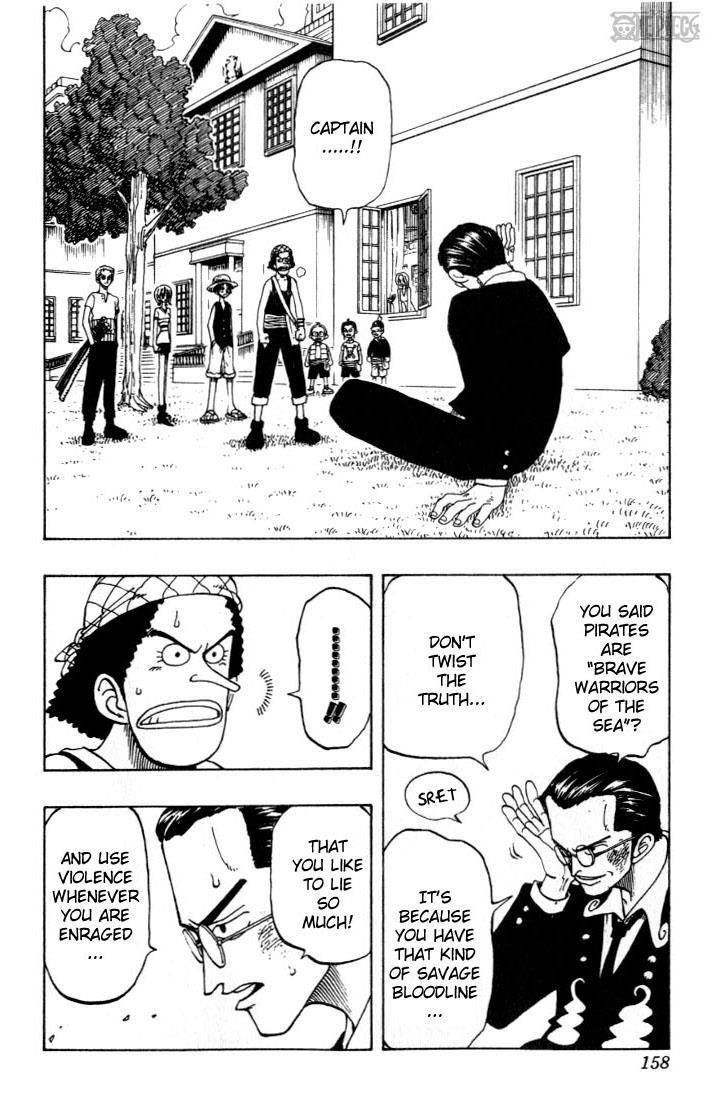 ONE PIECE
CAPTAIN
.....!!
YOU SAID
PIRATES
ARE
"BRAVE
WARRIORS
OF THE
SEA"?
DON'T
TWIST
THE
TRUTH...
SRET
IT'S
BECAUSE
YOU HAVE
THAT KIND
OF SAVAGE
BLOODLINE
...
.........!!
THAT
YOU LIKE
TO LIE
SO
MUCH!
AND USE
VIOLENCE
WHENEVER
YOU ARE
ENRAGED
...
158